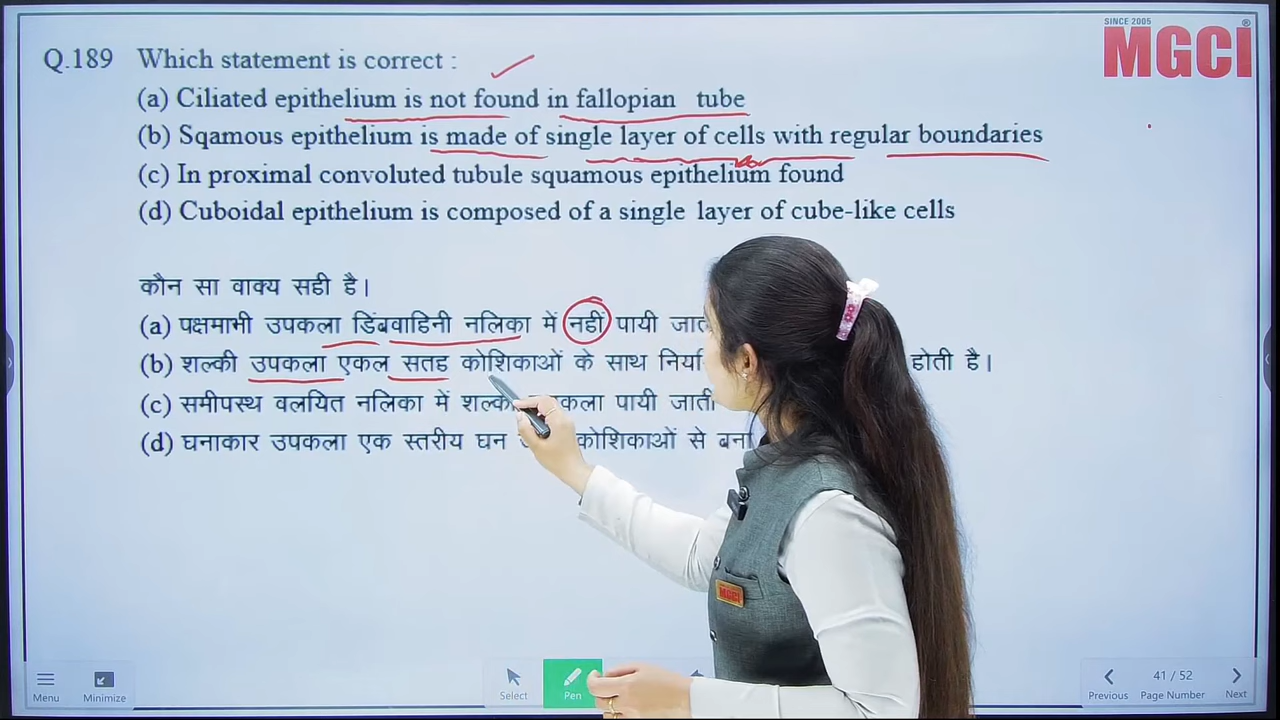 SINCE 2005
MGCI®
Q.189 Which statement is correct :
(a) Ciliated epithelium is not found in fallopian tube
(b) Sqamous epithelium is made of single layer of cells with regular boundaries
(c) In proximal convoluted tubule squamous epithelium found
(d) Cuboidal epithelium is composed of a single layer of cube-like cells
कौन सा वाक्य सही है।
(a) पक्षमाभी उपकला डिंबवाहिनी नलिका में नहीं पायी
(b) शल्की उपकला एकल सतह कोशिकाओं के साथ होती है।
(c) समीपस्थ वलयित नलिका में पायी जाती
(d) घनाकार उपकला एक स्तरीय घन कोशिकाओं से
MGCI
Menu
Minimize
Select
Pen
Previous
41 / 52
Page Number
Next